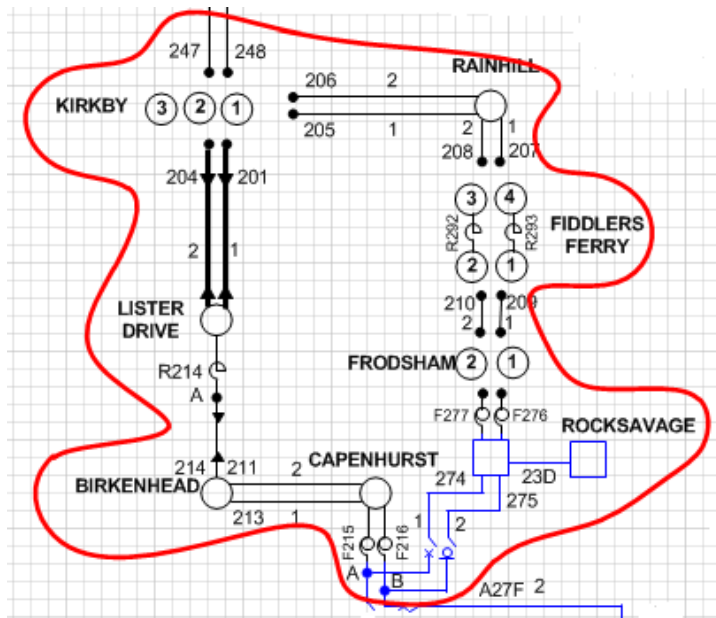 247 248
206 2
RAINHILL
KIRKBY 3 2 1
205 1 2 1
208 207
204 201
3 4
R292 R293
FIDDLERS
FERRY
2 1
2 1
210 209
2 1
LISTER
DRIVE
FRODSHAM 2 1
R214
A
F277 F276
ROCKSAVAGE
214 211 2 CAPENHURST
BIRKENHEAD
274 23D
275
213 1
F215 F216
1 2
A B
A27F 2